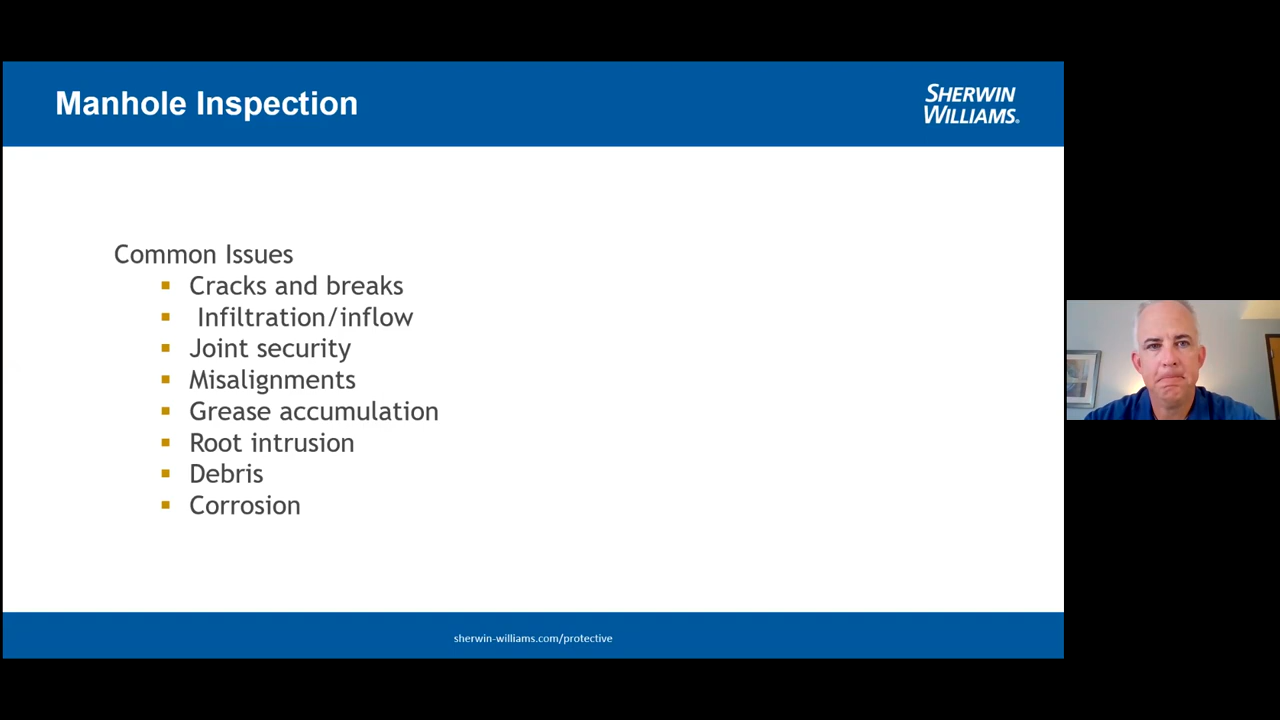 Manhole Inspection
SHERWIN
WILLIAMS®
Common Issues
▪ Cracks and breaks
▪ Infiltration/inflow
▪ Joint security
▪ Misalignments
▪ Grease accumulation
▪ Root intrusion
▪ Debris
▪ Corrosion
sherwin-williams.com/protective